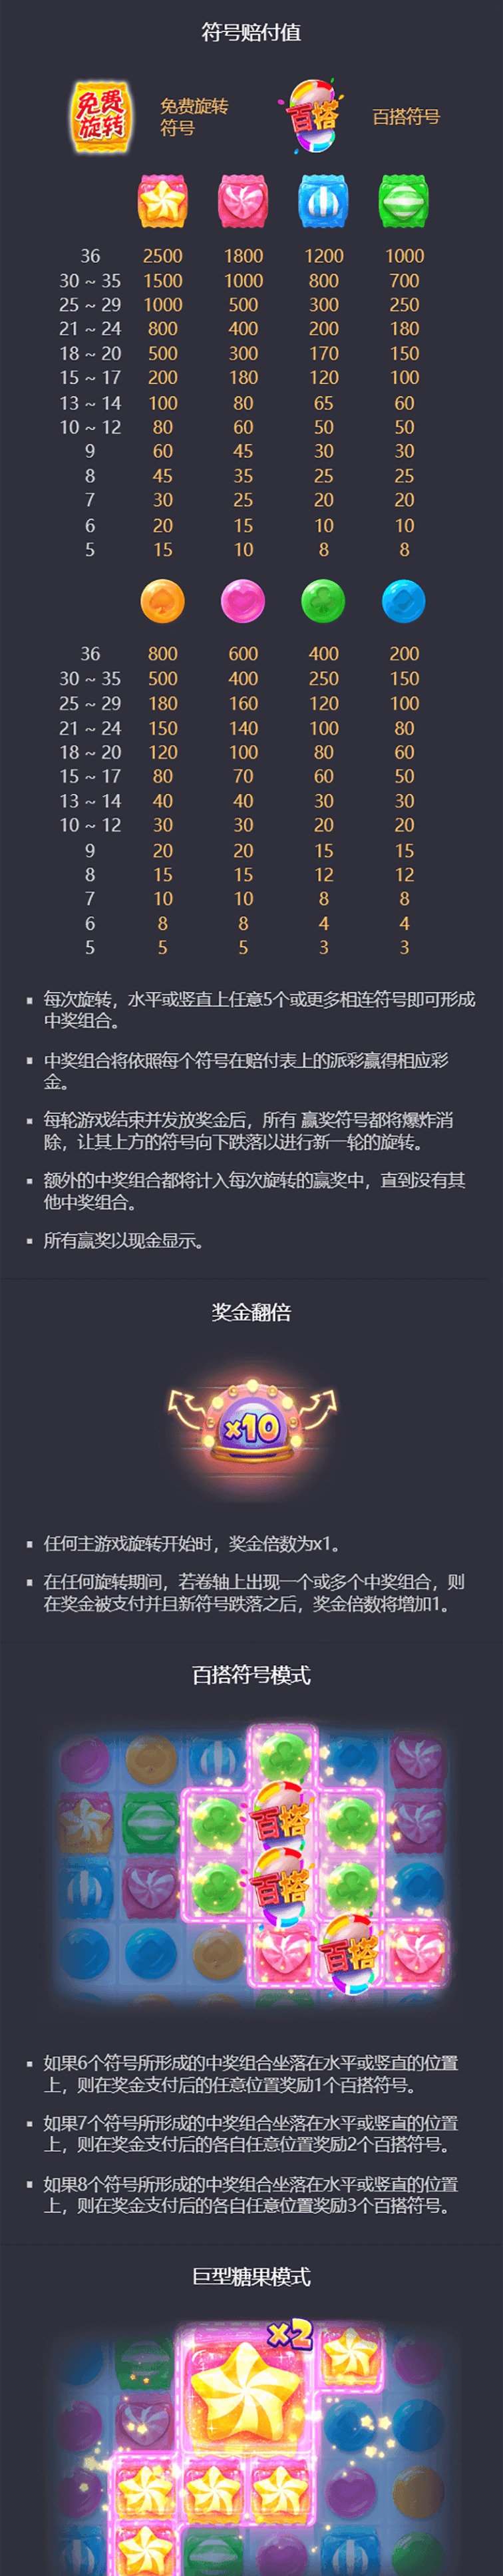 符号赔付值
免费
旋转
免费旋转
符号
百搭
百搭符号
36 2500 1800 1200 1000
30 ~ 35 1500 1000 800 700
25 ~ 29 1000 500 300 250
21 ~ 24 800 400 200 180
18 ~ 20 500 300 170 150
15 ~ 17 200 180 120 100
13 ~ 14 100 80 65 60
10 ~ 12 80 60 50 50
9 60 45 30 30
8 45 35 25 25
7 30 25 20 20
6 20 15 10 10
5 15 10 8 8
36 800 600 400 200
30 ~ 35 500 400 250 150
25 ~ 29 180 160 120 100
21 ~ 24 150 140 100 80
18 ~ 20 120 100 80 60
15 ~ 17 80 70 60 50
13 ~ 14 40 40 30 30
10 ~ 12 30 30 20 20
9 20 20 15 15
8 15 15 12 12
7 10 10 8 8
6 8 8 4 4
5 5 5 3 3
▪ 每次旋转，水平或竖直上任意5个或更多相连符号即可形成
中奖组合。
▪ 中奖组合将依照每个符号在赔付表上的派彩赢得相应彩
金。
▪ 每轮游戏结束并发放奖金后，所有 赢奖符号都将爆炸消
除，让其上方的符号向下跌落以进行新一轮的旋转。
▪ 额外的中奖组合都将计入每次旋转的赢奖中，直到没有其
他中奖组合。
▪ 所有赢奖以现金显示。
奖金翻倍
x10
▪ 任何主游戏旋转开始时，奖金倍数为x1。
▪ 在任何旋转期间，若卷轴上出现一个或多个中奖组合，则
在奖金被支付并且新符号跌落之后，奖金倍数将增加1。
百搭符号模式
百搭
百搭
百搭
▪ 如果6个符号所形成的中奖组合坐落在水平或竖直的位置
上，则在奖金支付后的任意位置奖励1个百搭符号。
▪ 如果7个符号所形成的中奖组合坐落在水平或竖直的位置
上，则在奖金支付后的各自任意位置奖励2个百搭符号。
▪ 如果8个符号所形成的中奖组合坐落在水平或竖直的位置
上，则在奖金支付后的各自任意位置奖励3个百搭符号。
巨型糖果模式
x2